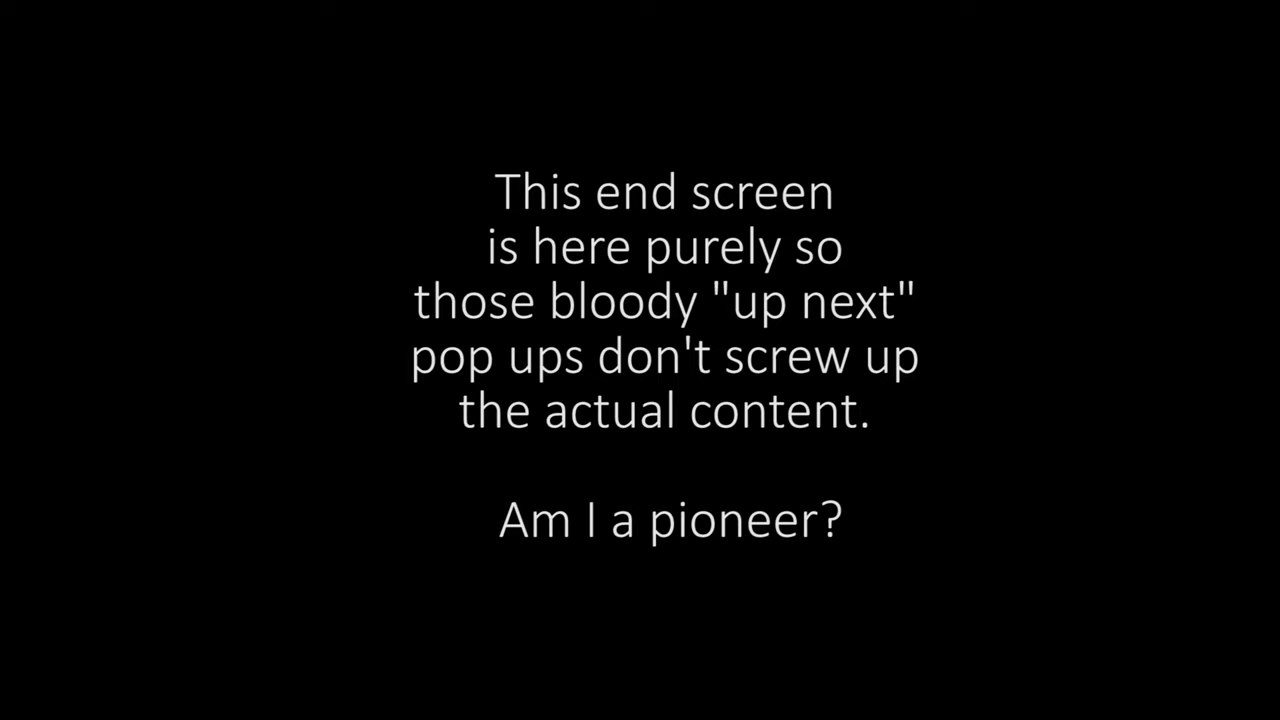 This end screen
is here purely so
those bloody "up next"
pop ups don't screw up
the actual content.
Am I a pioneer?